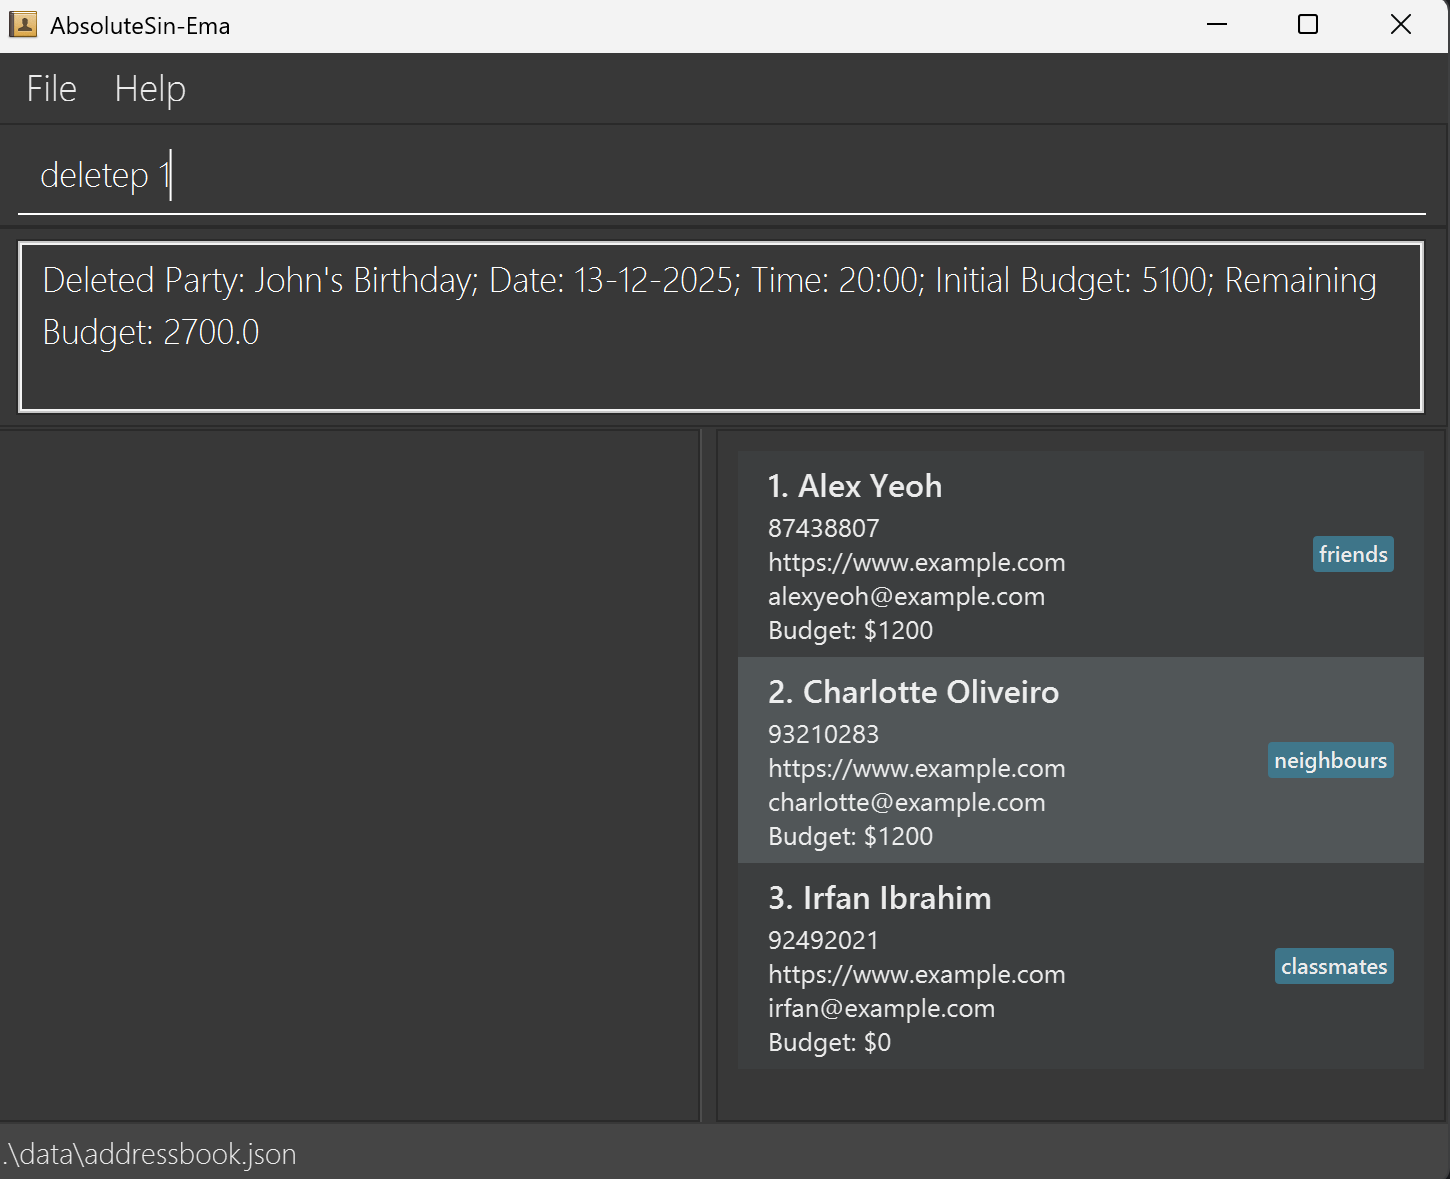 AbsoluteSin-Ema
File Help
deletep 1
Deleted Party: John's Birthday; Date: 13-12-2025; Time: 20:00; Initial Budget: 5100; Remaining
Budget: 2700.0
1. Alex Yeoh
87438807
https://www.example.com
friends
alexyeoh@example.com
Budget: $1200
2. Charlotte Oliveiro
93210283
https://www.example.com
neighbours
charlotte@example.com
Budget: $1200
3. Irfan Ibrahim
92492021
https://www.example.com
classmates
irfan@example.com
Budget: $0
.\data\addressbook.json